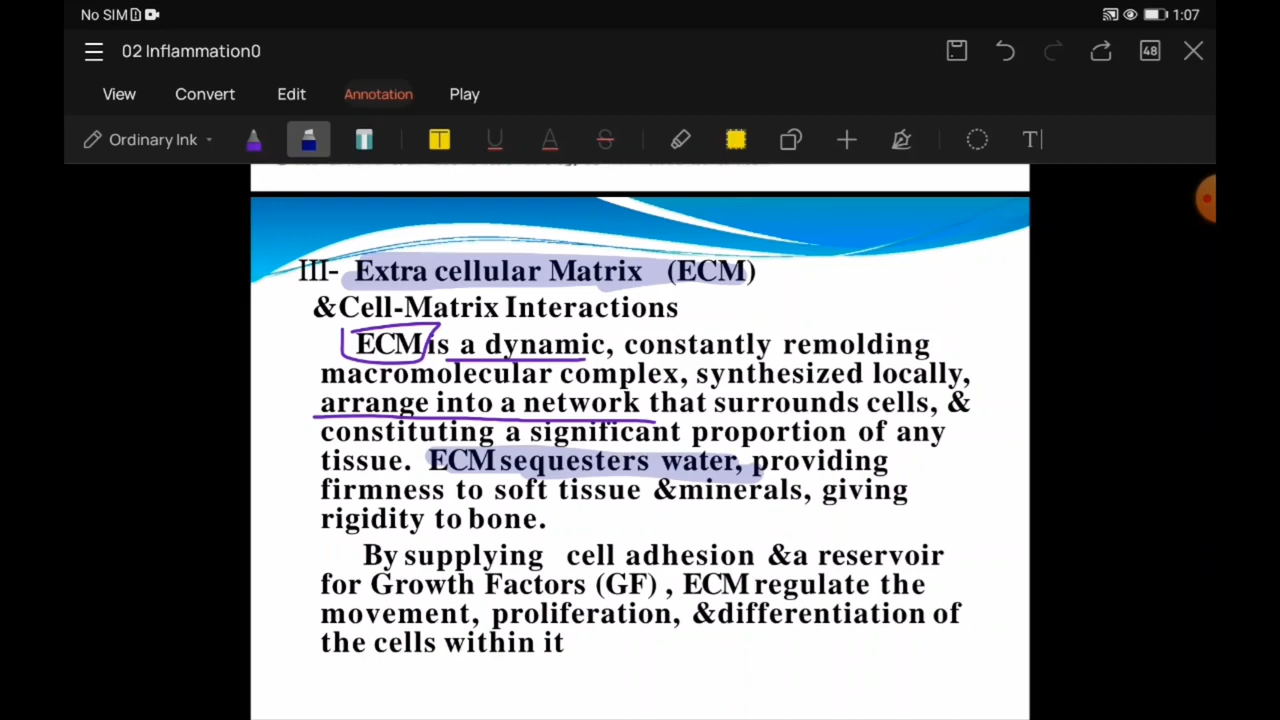 No SIM 1:07
02 Inflammation0 48
View Convert Edit Annotation Play
Ordinary Ink T U A S T
III- Extra cellular Matrix (ECM)
&Cell-Matrix Interactions
ECM is a dynamic, constantly remolding
macromolecular complex, synthesized locally,
arrange into a network that surrounds cells, &
constituting a significant proportion of any
tissue. ECM sequesters water, providing
firmness to soft tissue &minerals, giving
rigidity to bone.
By supplying cell adhesion &a reservoir
for Growth Factors (GF) , ECM regulate the
movement, proliferation, &differentiation of
the cells within it